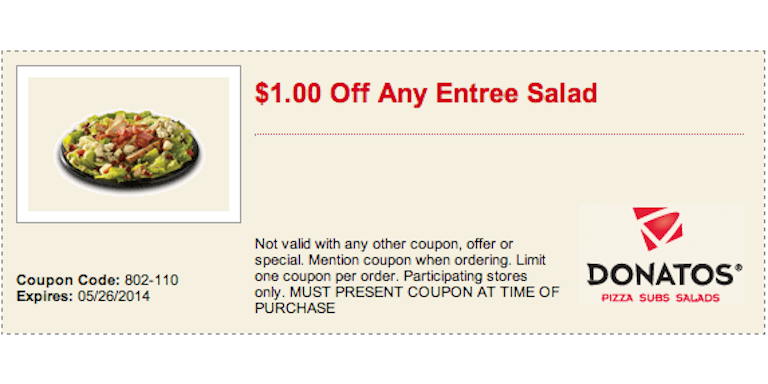 $1.00 Off Any Entree Salad
Not valid with any other coupon, offer or
special. Mention coupon when ordering. Limit
one coupon per order. Participating stores
only. MUST PRESENT COUPON AT TIME OF
PURCHASE
Coupon Code: 802-110
Expires: 05/26/2014
DONATOS®
PIZZA SUBS SALADS